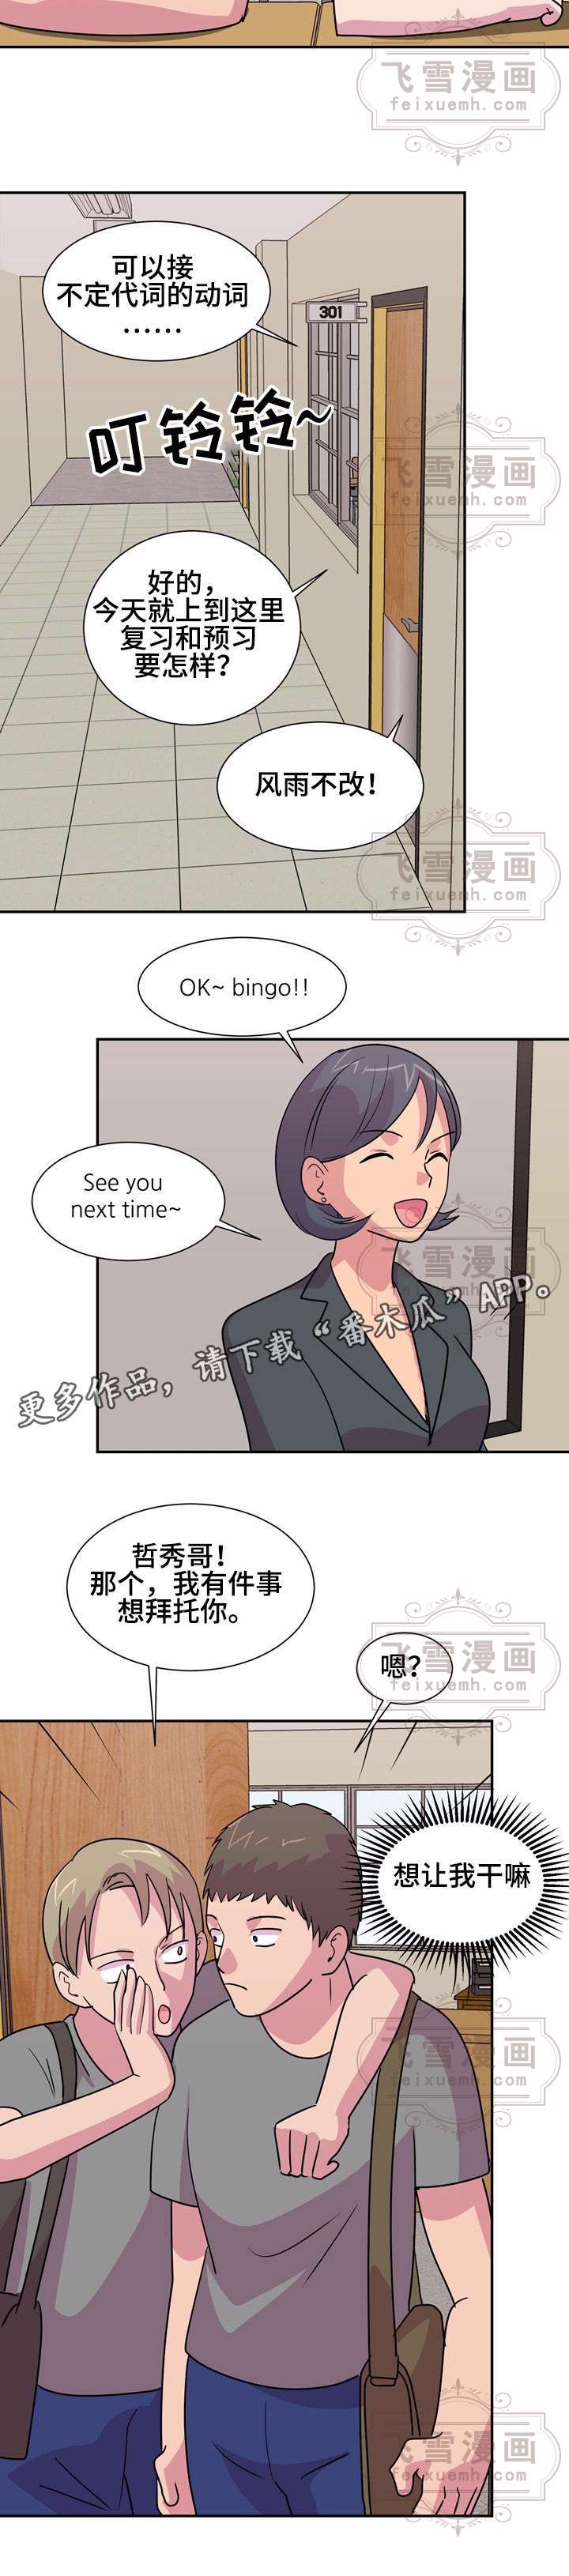 飞雪漫画
feixuemh.com
可以接
不定代词的动词
……
301
叮铃铃~
飞雪漫画
feixuemh.com
好的，
今天就上到这里
复习和预习
要怎样？
风雨不改！
飞雪漫画
feixuemh.com
OK~ bingo!!
See you
next time~
飞雪漫画
feixuemh.com
更多作品，请下载“番木瓜”APP。
哲秀哥！
那个，我有件事
想拜托你。
嗯？
飞雪漫画
feixuemh.com
想让我干嘛
飞雪漫画
feixuemh.com
飞雪漫画
feixuemh.com